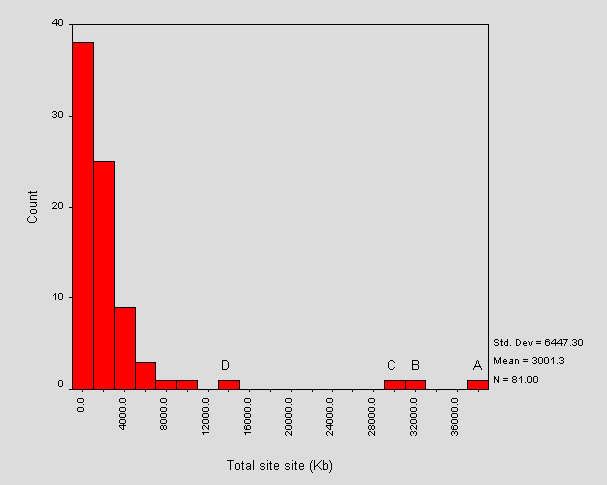 40
30
20
10
0
Count
D
C
B
A
Std. Dev = 6447.30
Mean = 3001.3
N = 81.00
0.0
4000.0
8000.0
12000.0
16000.0
20000.0
24000.0
28000.0
32000.0
36000.0
Total site site (Kb)